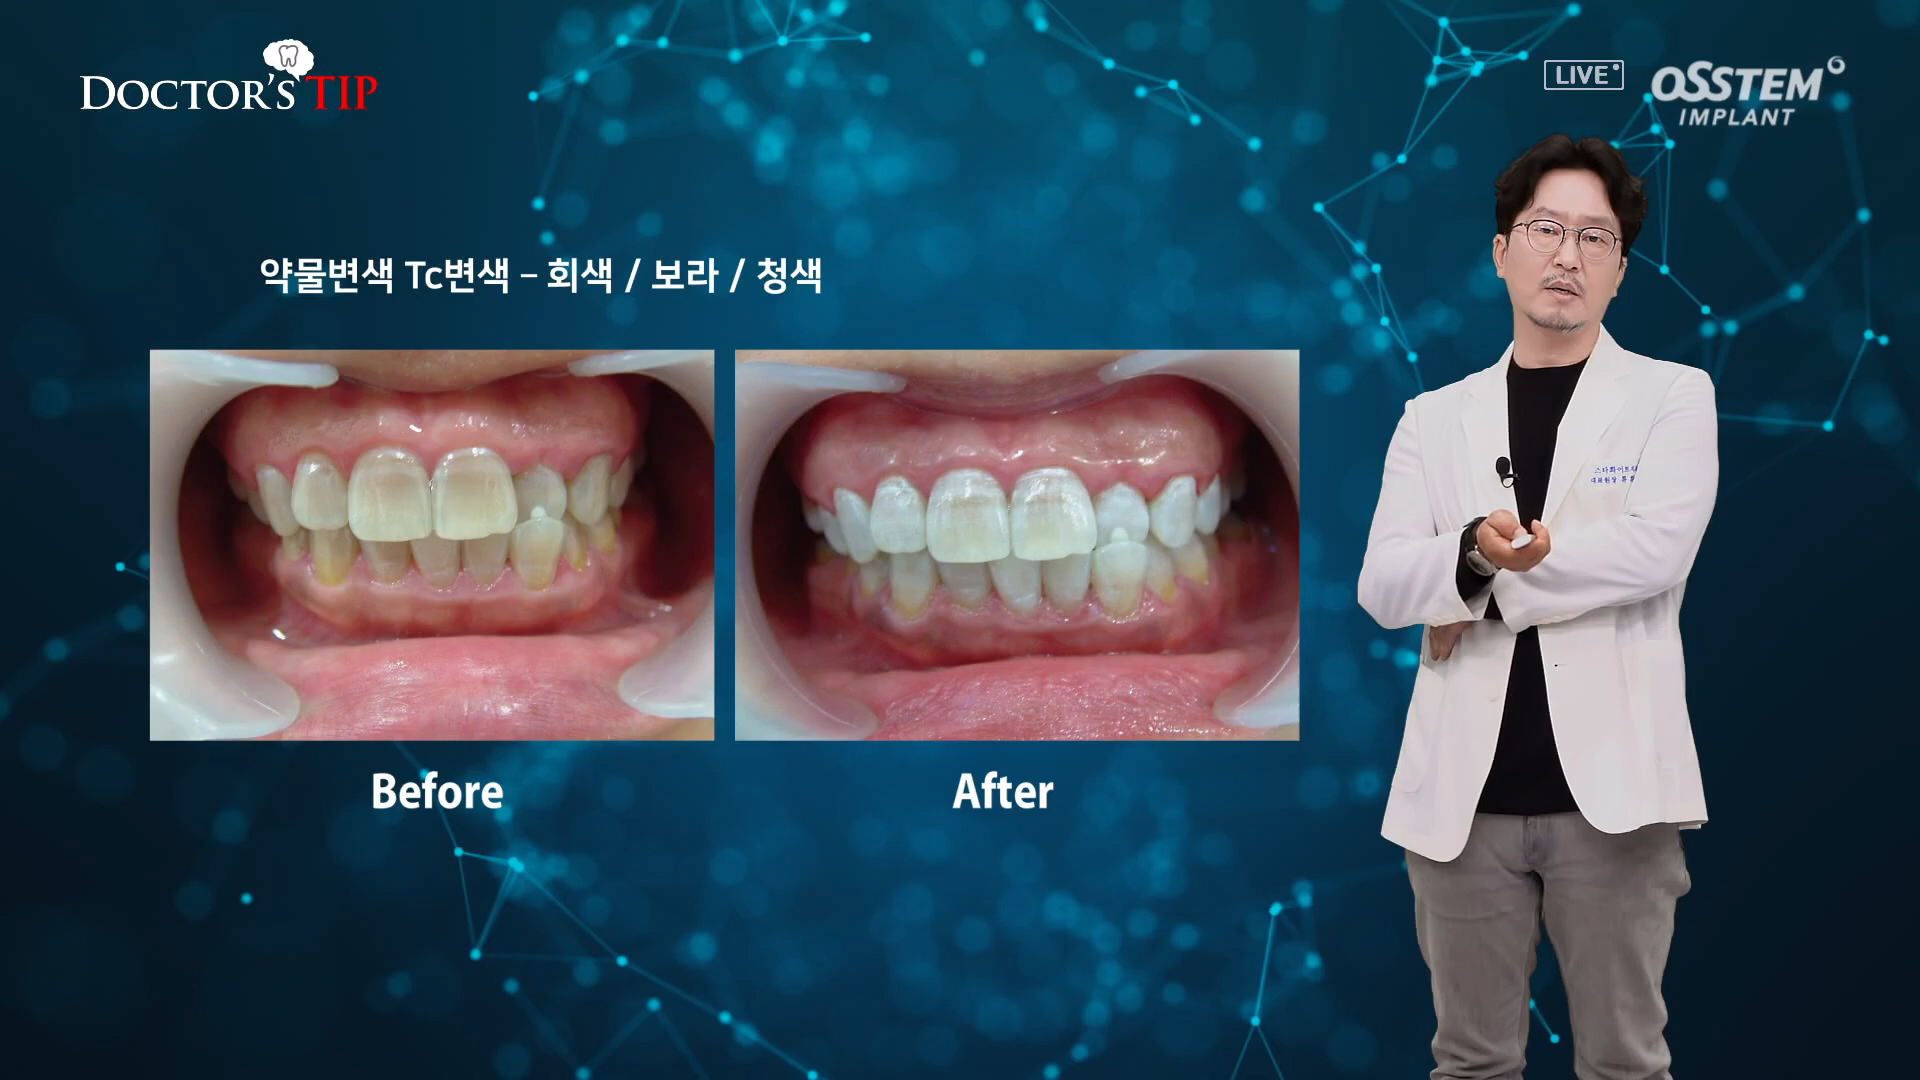 DOCTOR'S TIP
LIVE
OSSTEM
IMPLANT
약물변색 Tc변색 – 회색 / 보라 / 청색
Before
After